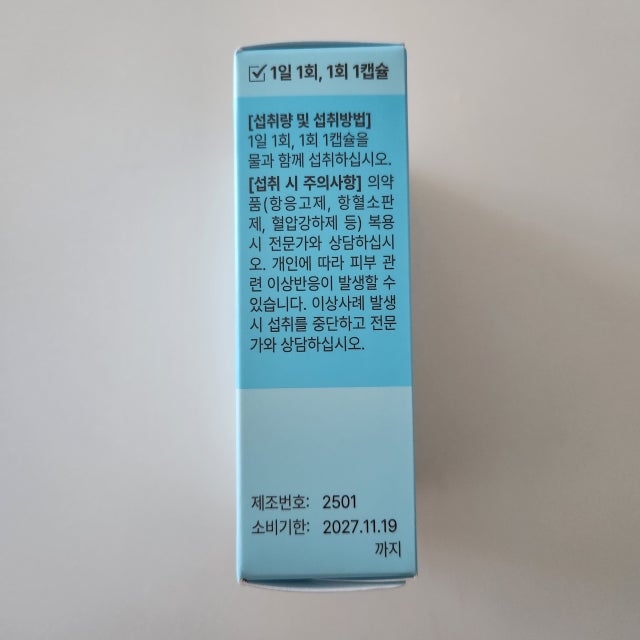 1일 1회, 1회 1캡슐
[섭취량 및 섭취방법]
1일 1회, 1회 1캡슐을
물과 함께 섭취하십시오.
[섭취 시 주의사항] 의약
품(항응고제, 항혈소판
제, 혈압강하제 등) 복용
시 전문가와 상담하십시
오. 개인에 따라 피부 관
련 이상반응이 발생할 수
있습니다. 이상사례 발생
시 섭취를 중단하고 전문
가와 상담하십시오.
제조번호: 2501
소비기한: 2027.11.19
까지